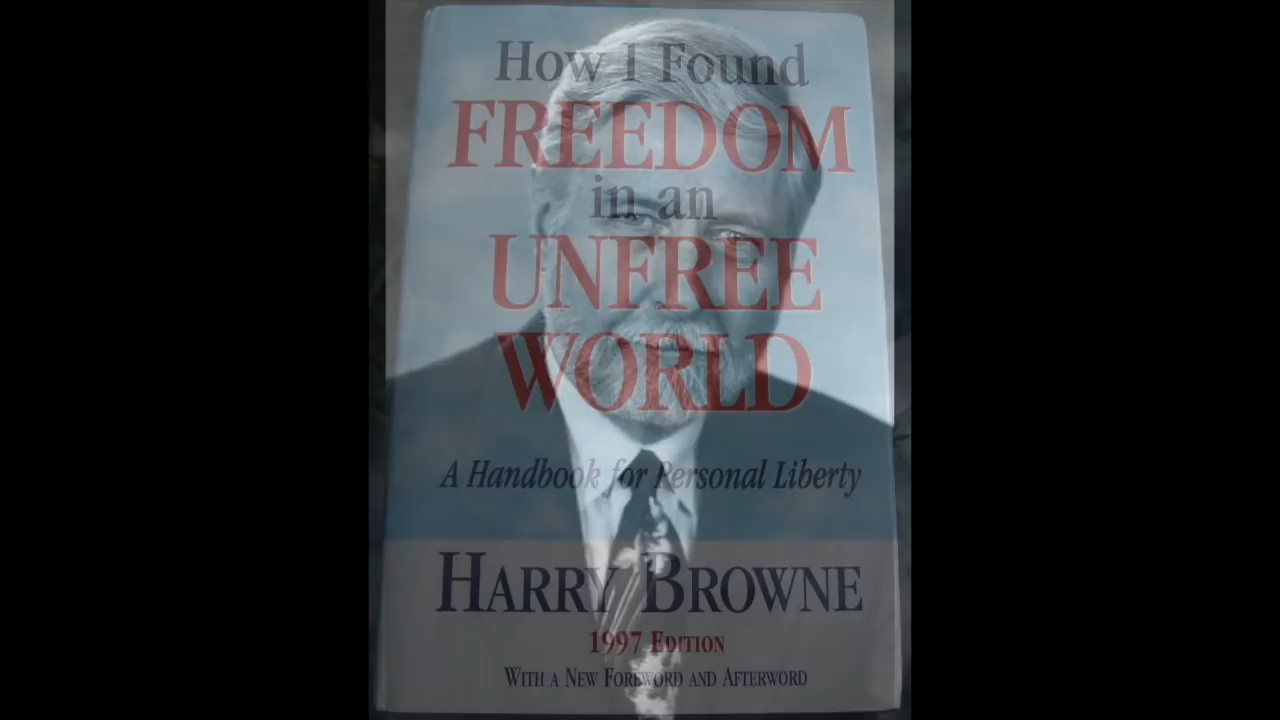 How I Found
FREEDOM
in an
UNFREE
WORLD
A Handbook for Personal Liberty
HARRY BROWNE
1997 EDITION
WITH A NEW FOREWORD AND AFTERWORD